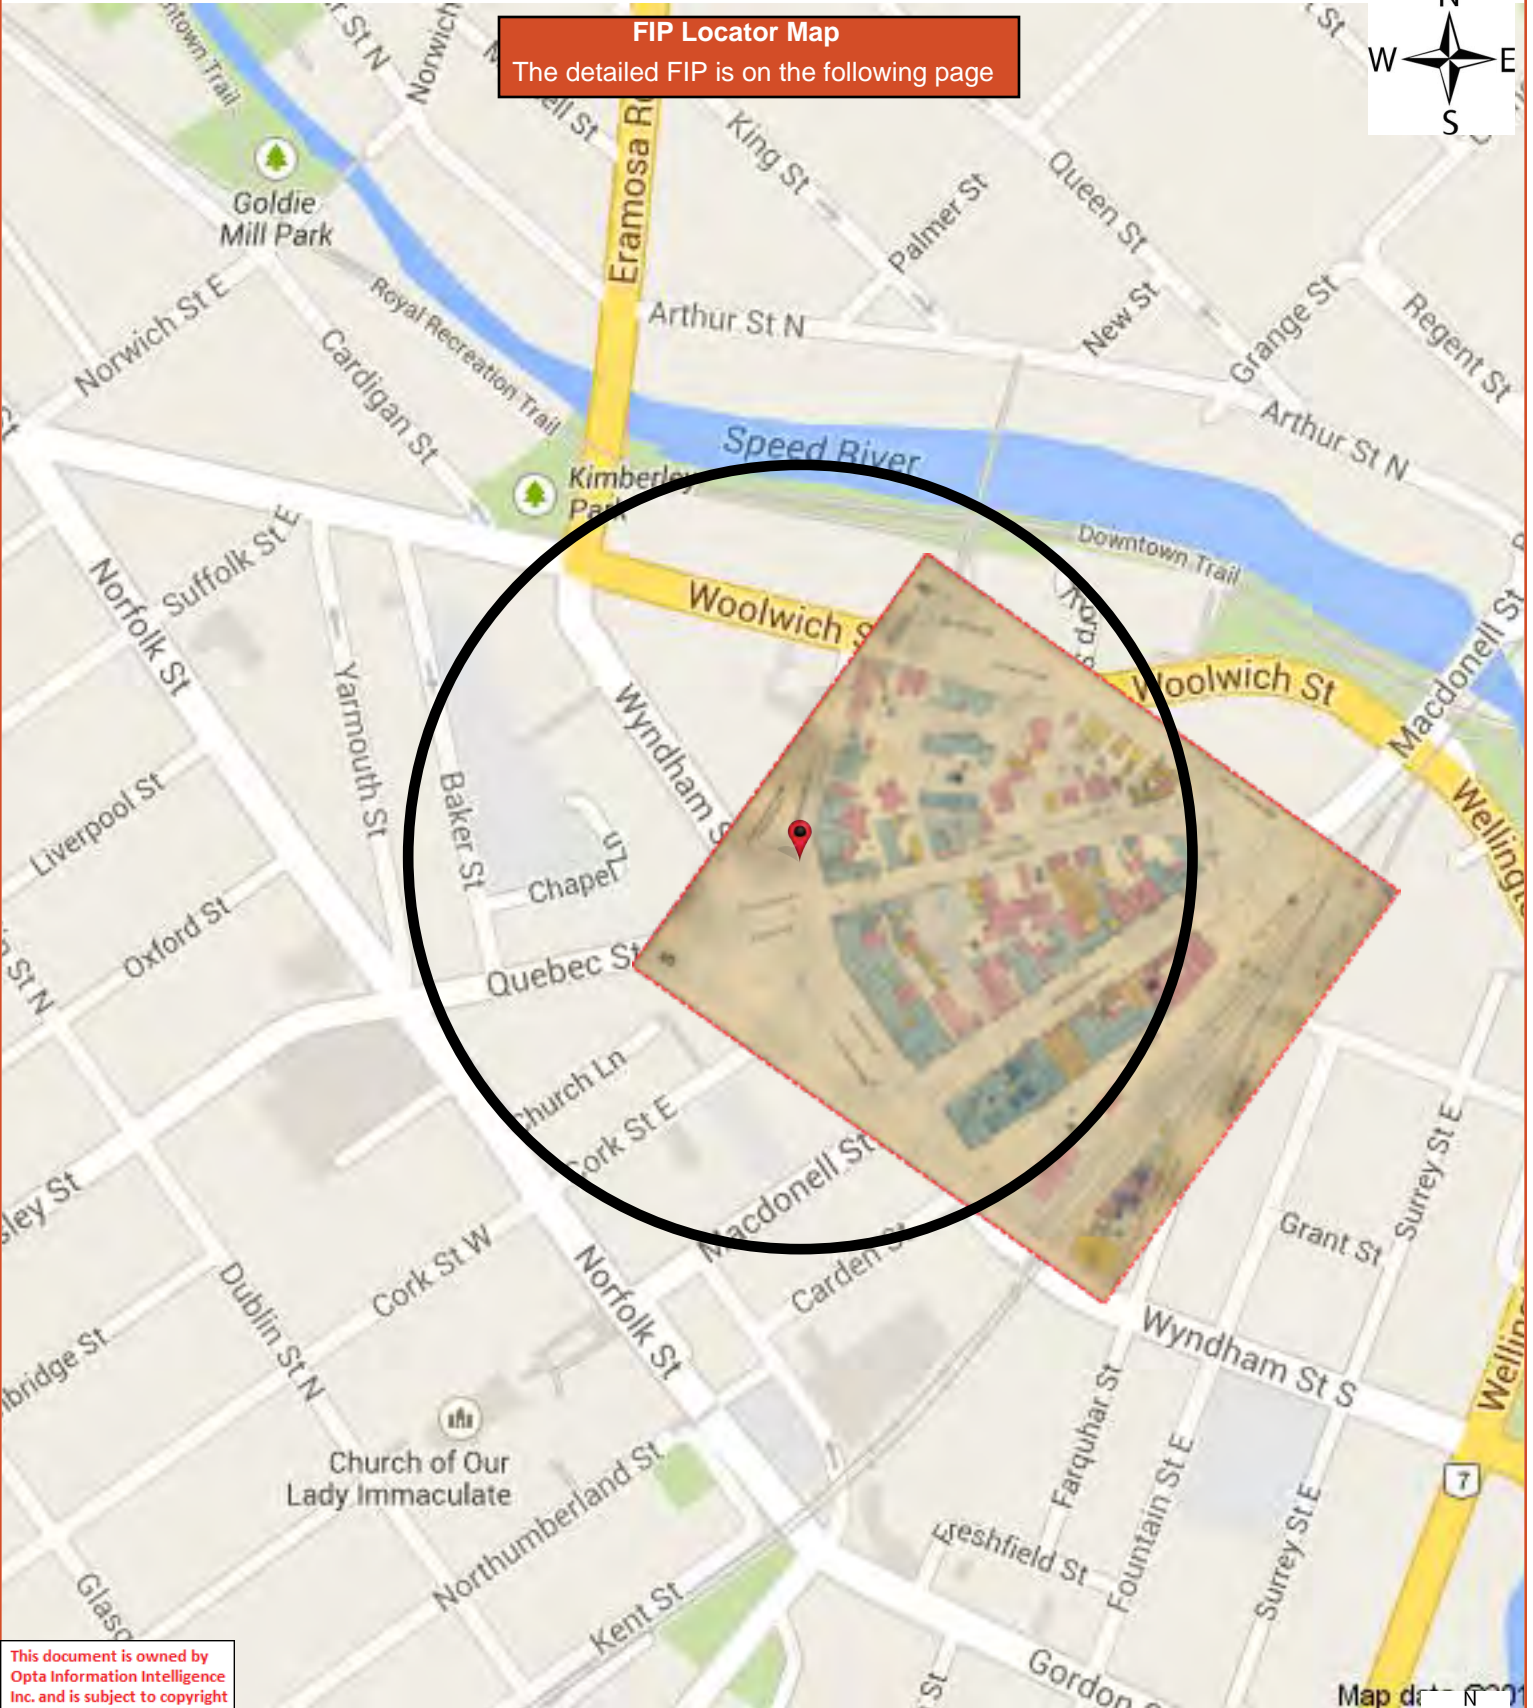 FIP Locator Map
The detailed FIP is on the following page
N
W E
S
Norwich
King St
Queen St
Palmer St
Eramosa
Goldie
Mill Park
Norwich St E
Royal Recreation Trail
Cardigan St
Arthur St N
New St
Grange St
Regent St
Arthur St N
Speed River
Kimberley
Park
Downtown Trail
Suffolk St E
Norfolk St
Woolwich
Woolwich St
Macdonell St
Yarmouth St
Wyndham
Baker St
Liverpool St
Chapel Ln
Oxford St
Quebec St
Church Ln
Cork St E
Macdonell St
Carden St
Grant St
Surrey St E
Cork St W
Norfolk St
Dublin St N
Wyndham St S
Church of Our
Lady Immaculate
Northumberland St
Farquhar St
Fountain St E
7
Freshfield St
Surrey St E
Kent St
Gordon
This document is owned by
Opta Information Intelligence
Inc. and is subject to copyright
Map
N